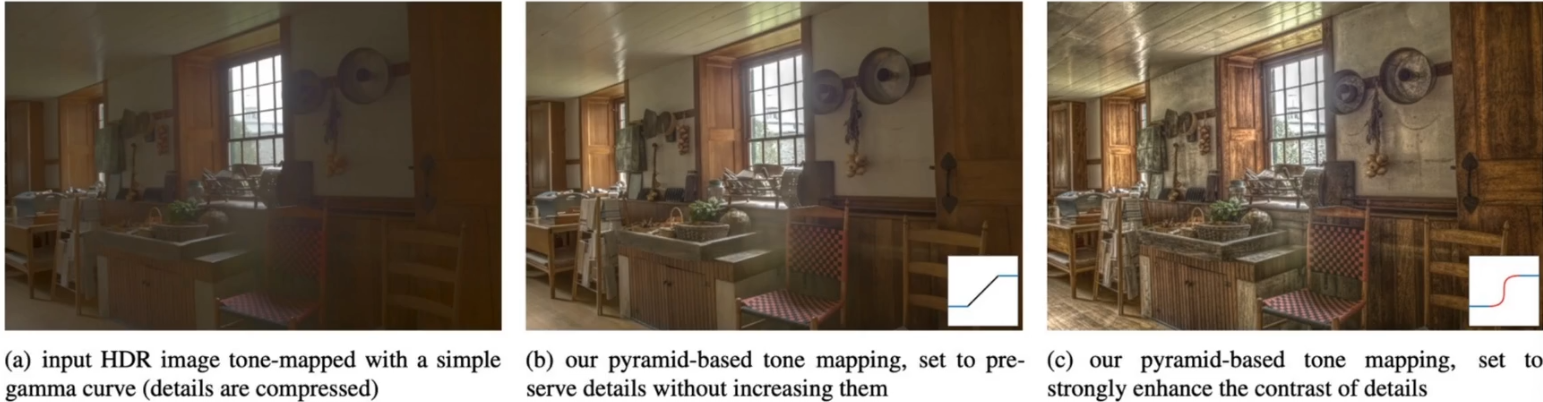 (a) input HDR image tone-mapped with a simple
gamma curve (details are compressed)
(b) our pyramid-based tone mapping, set to pre-
serve details without increasing them
(c) our pyramid-based tone mapping, set to
strongly enhance the contrast of details